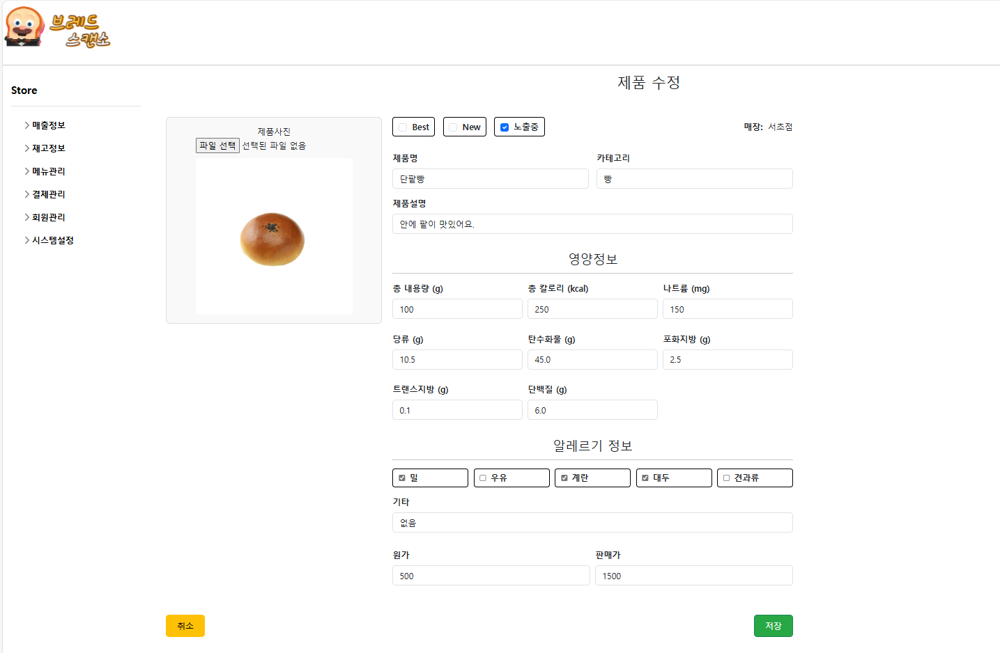 브레드
스캔소
Store
매출정보
재고정보
메뉴관리
결제관리
회원관리
시스템설정
제품 수정
제품사진
파일 선택 선택된 파일 없음
Best New 노출중 매장: 서초점
제품명 카테고리
단팥빵 빵
제품설명
안에 팥이 맛있어요.
영양정보
총 내용량 (g) 총 칼로리 (kcal) 나트륨 (mg)
100 250 150
당류 (g) 탄수화물 (g) 포화지방 (g)
10.5 45.0 2.5
트랜스지방 (g) 단백질 (g)
0.1 6.0
알레르기 정보
밀 우유 계란 대두 견과류
기타
없음
원가 판매가
500 1500
취소 저장